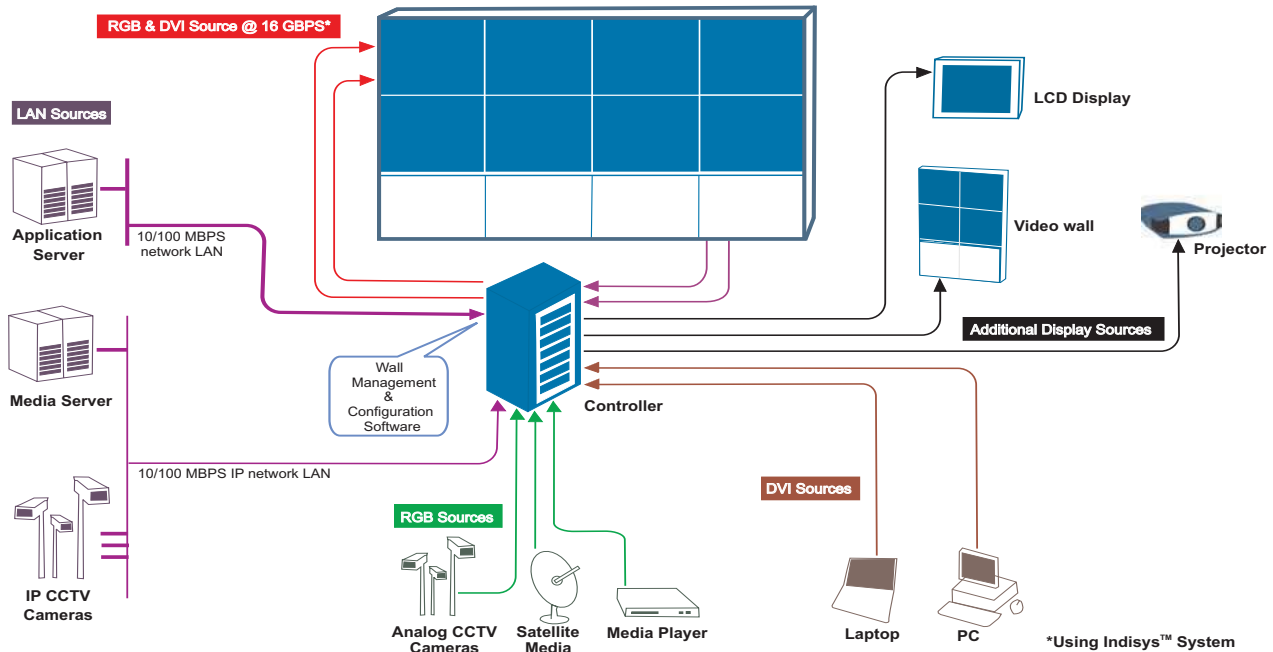 RGB & DVI Source @ 16 GBPS*
LAN Sources
Application
Server
10/100 MBPS
network LAN
Media Server
10/100 MBPS IP network LAN
IP CCTV
Cameras
Wall
Management
&
Configuration
Software
Controller
LCD Display
Video wall
Projector
Additional Display Sources
RGB Sources
Analog CCTV
Cameras
Satellite
Media
Media Player
DVI Sources
Laptop
PC
*Using Indisys™ System